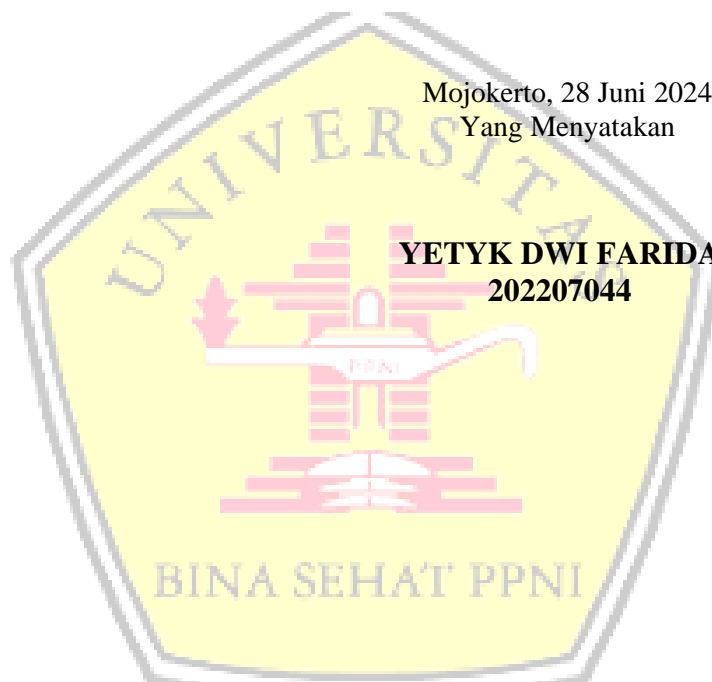 Mojokerto, 28 Juni 2024
Yang Menyatakan
UNIVERSITAS
YETYK DWI FARIDA
202207044
PPNI
BINA SEHAT PPNI